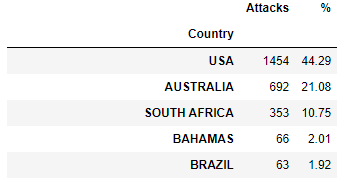 Attacks %
Country
USA 1454 44.29
AUSTRALIA 692 21.08
SOUTH AFRICA 353 10.75
BAHAMAS 66 2.01
BRAZIL 63 1.92